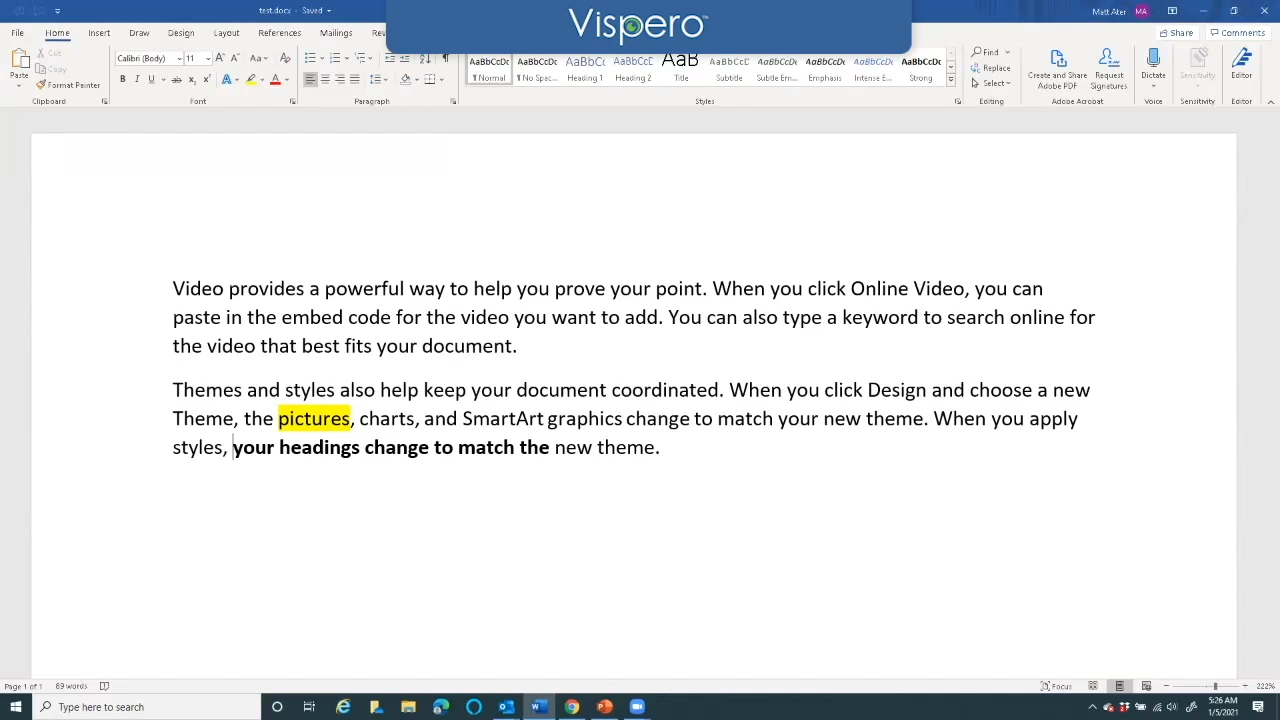 test.docx - Saved
Vispero™
Marker
MA
File
Home
Insert
Draw
Design
Layout
References
Mailings
Share
Comments
Paste
Cut
Copy
Format Painter
Calibri (Body)
11
AaBbCcDc AaBbCcDc AaBbCc AaBbCcC AaB AaBbCcD AaBbCcDc AaBbCcDc AaBbCcDc AaBbCcDc
¶ Normal ¶ No Spac... Heading 1 Heading 2 Title Subtitle Subtle Em... Emphasis Intense E... Strong
Find
Select
Create and Share Adobe PDF
Request Signatures
Dictate
Sensitivity
Editor
Clipboard Font Paragraph Styles Editing Adobe Acrobat Voice Sensitivity Editor
Video provides a powerful way to help you prove your point. When you click Online Video, you can
paste in the embed code for the video you want to add. You can also type a keyword to search online for
the video that best fits your document.
Themes and styles also help keep your document coordinated. When you click Design and choose a new
Theme, the pictures, charts, and SmartArt graphics change to match your new theme. When you apply
styles, your headings change to match the new theme.
Page 1 of 1 89 words
Focus
222%
Type here to search
5:26 AM
1/5/2021